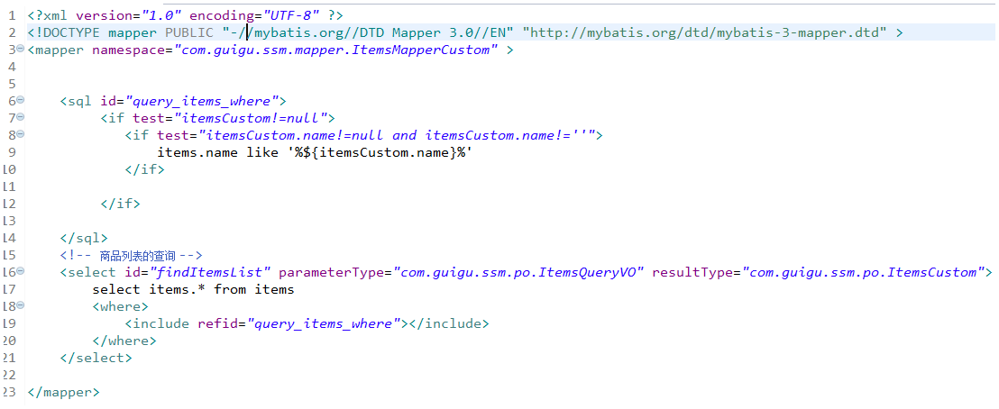 1 <?xml version="1.0" encoding="UTF-8" ?>
2 <!DOCTYPE mapper PUBLIC "-//mybatis.org//DTD Mapper 3.0//EN" "http://mybatis.org/dtd/mybatis-3-mapper.dtd" >
3 <mapper namespace="com.guigu.ssm.mapper.ItemsMapperCustom" >
4
5
6 <sql id="query_items_where">
7 <if test="itemsCustom!=null">
8 <if test="itemsCustom.name!=null and itemsCustom.name!=''">
9 items.name like '%${itemsCustom.name}%'
10 </if>
11
12 </if>
13
14 </sql>
15 <!-- 商品列表的查询 -->
16 <select id="findItemsList" parameterType="com.guigu.ssm.po.ItemsQueryVO" resultType="com.guigu.ssm.po.ItemsCustom">
17 select items.* from items
18 <where>
19 <include refid="query_items_where"></include>
20 </where>
21 </select>
22
23 </mapper>